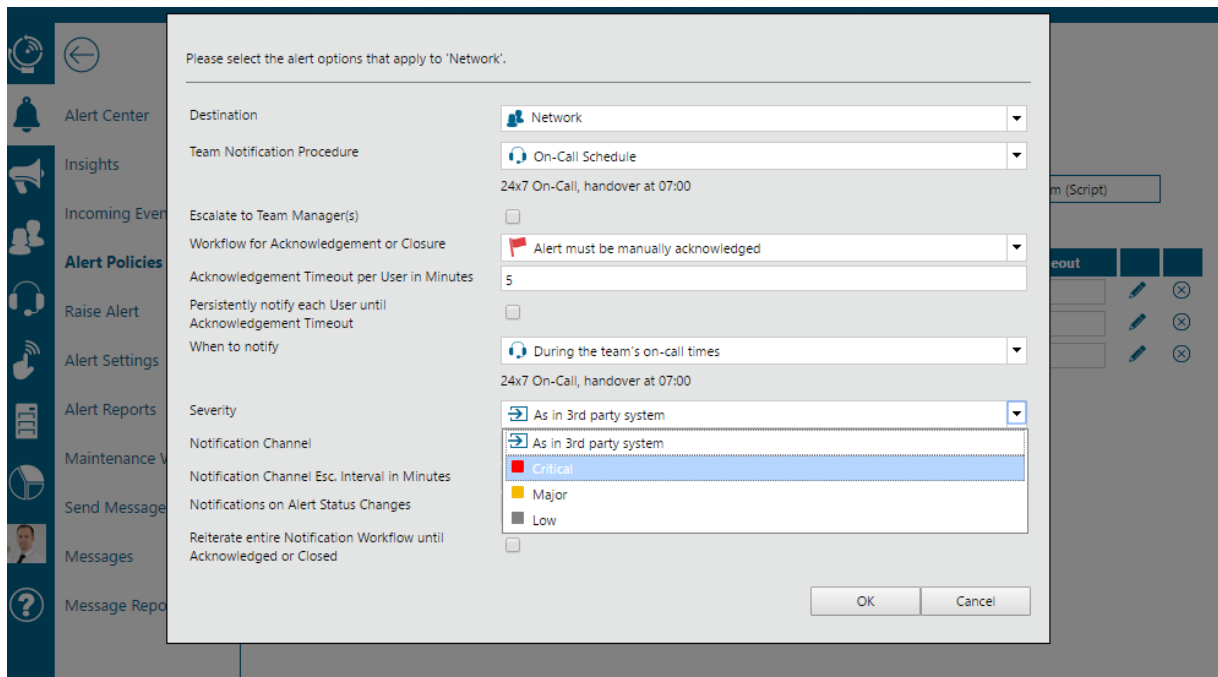 Please select the alert options that apply to 'Network'.
Alert Center
Insights
Incoming Even
Alert Policies
Raise Alert
Alert Settings
Alert Reports
Maintenance W
Send Message
Messages
Message Repo
Destination
Network
Team Notification Procedure
On-Call Schedule
24x7 On-Call, handover at 07:00
Escalate to Team Manager(s)
Workflow for Acknowledgement or Closure
Alert must be manually acknowledged
Acknowledgement Timeout per User in Minutes
5
Persistently notify each User until
Acknowledgement Timeout
When to notify
During the team's on-call times
24x7 On-Call, handover at 07:00
Severity
As in 3rd party system
As in 3rd party system
Critical
Major
Low
Notification Channel
Notification Channel Esc. Interval in Minutes
Notifications on Alert Status Changes
Reiterate entire Notification Workflow until
Acknowledged or Closed
OK
Cancel
m (Script)
eout